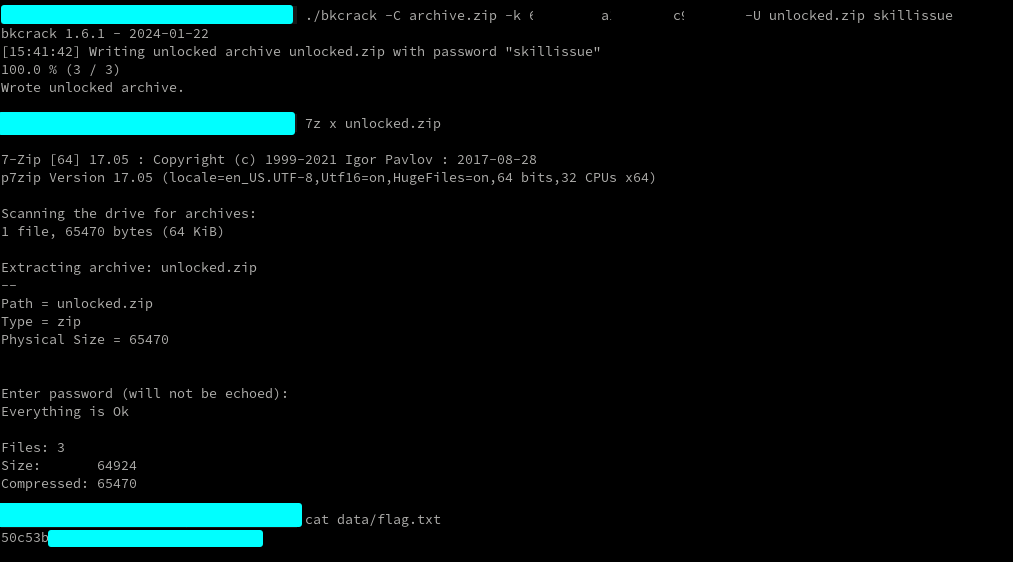 ./bkcrack -C archive.zip -k 6 a c9 -U unlocked.zip skillissue
bkcrack 1.6.1 - 2024-01-22
[15:41:42] Writing unlocked archive unlocked.zip with password "skillissue"
100.0 % (3 / 3)
Wrote unlocked archive.
7z x unlocked.zip
7-Zip [64] 17.05 : Copyright (c) 1999-2021 Igor Pavlov : 2017-08-28
p7zip Version 17.05 (locale=en_US.UTF-8,Utf16=on,HugeFiles=on,64 bits,32 CPUs x64)
Scanning the drive for archives:
1 file, 65470 bytes (64 KiB)
Extracting archive: unlocked.zip
--
Path = unlocked.zip
Type = zip
Physical Size = 65470
Enter password (will not be echoed):
Everything is Ok
Files: 3
Size:       64924
Compressed: 65470
cat data/flag.txt
50c53b